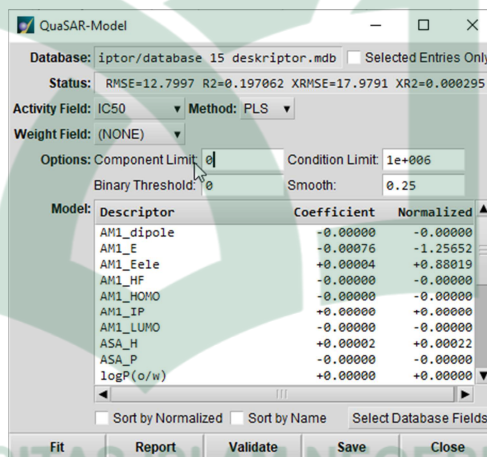 QuaSAR-Model
Database: iptor/database 15 deskriptor.mdb Selected Entries Only
Status: RMSE=12.7997 R2=0.197062 XRMSE=17.9791 XR2=0.000295
Activity Field: IC50 Method: PLS
Weight Field: (NONE)
Options: Component Limit: 0 Condition Limit: 1e+006
Binary Threshold: 0 Smooth: 0.25
Model: Descriptor Coefficient Normalized
AM1_dipole -0.00000 -0.00000
AM1_E -0.00076 -1.25652
AM1_Eele +0.00004 +0.88019
AM1_HF -0.00000 -0.00000
AM1_HOMO -0.00000 -0.00000
AM1_IP +0.00000 +0.00000
AM1_LUMO -0.00000 -0.00000
ASA_H +0.00002 +0.00022
ASA_P -0.00000 -0.00000
logP(o/w) +0.00000 +0.00000
Sort by Normalized Sort by Name Select Database Fields
Fit Report Validate Save Close